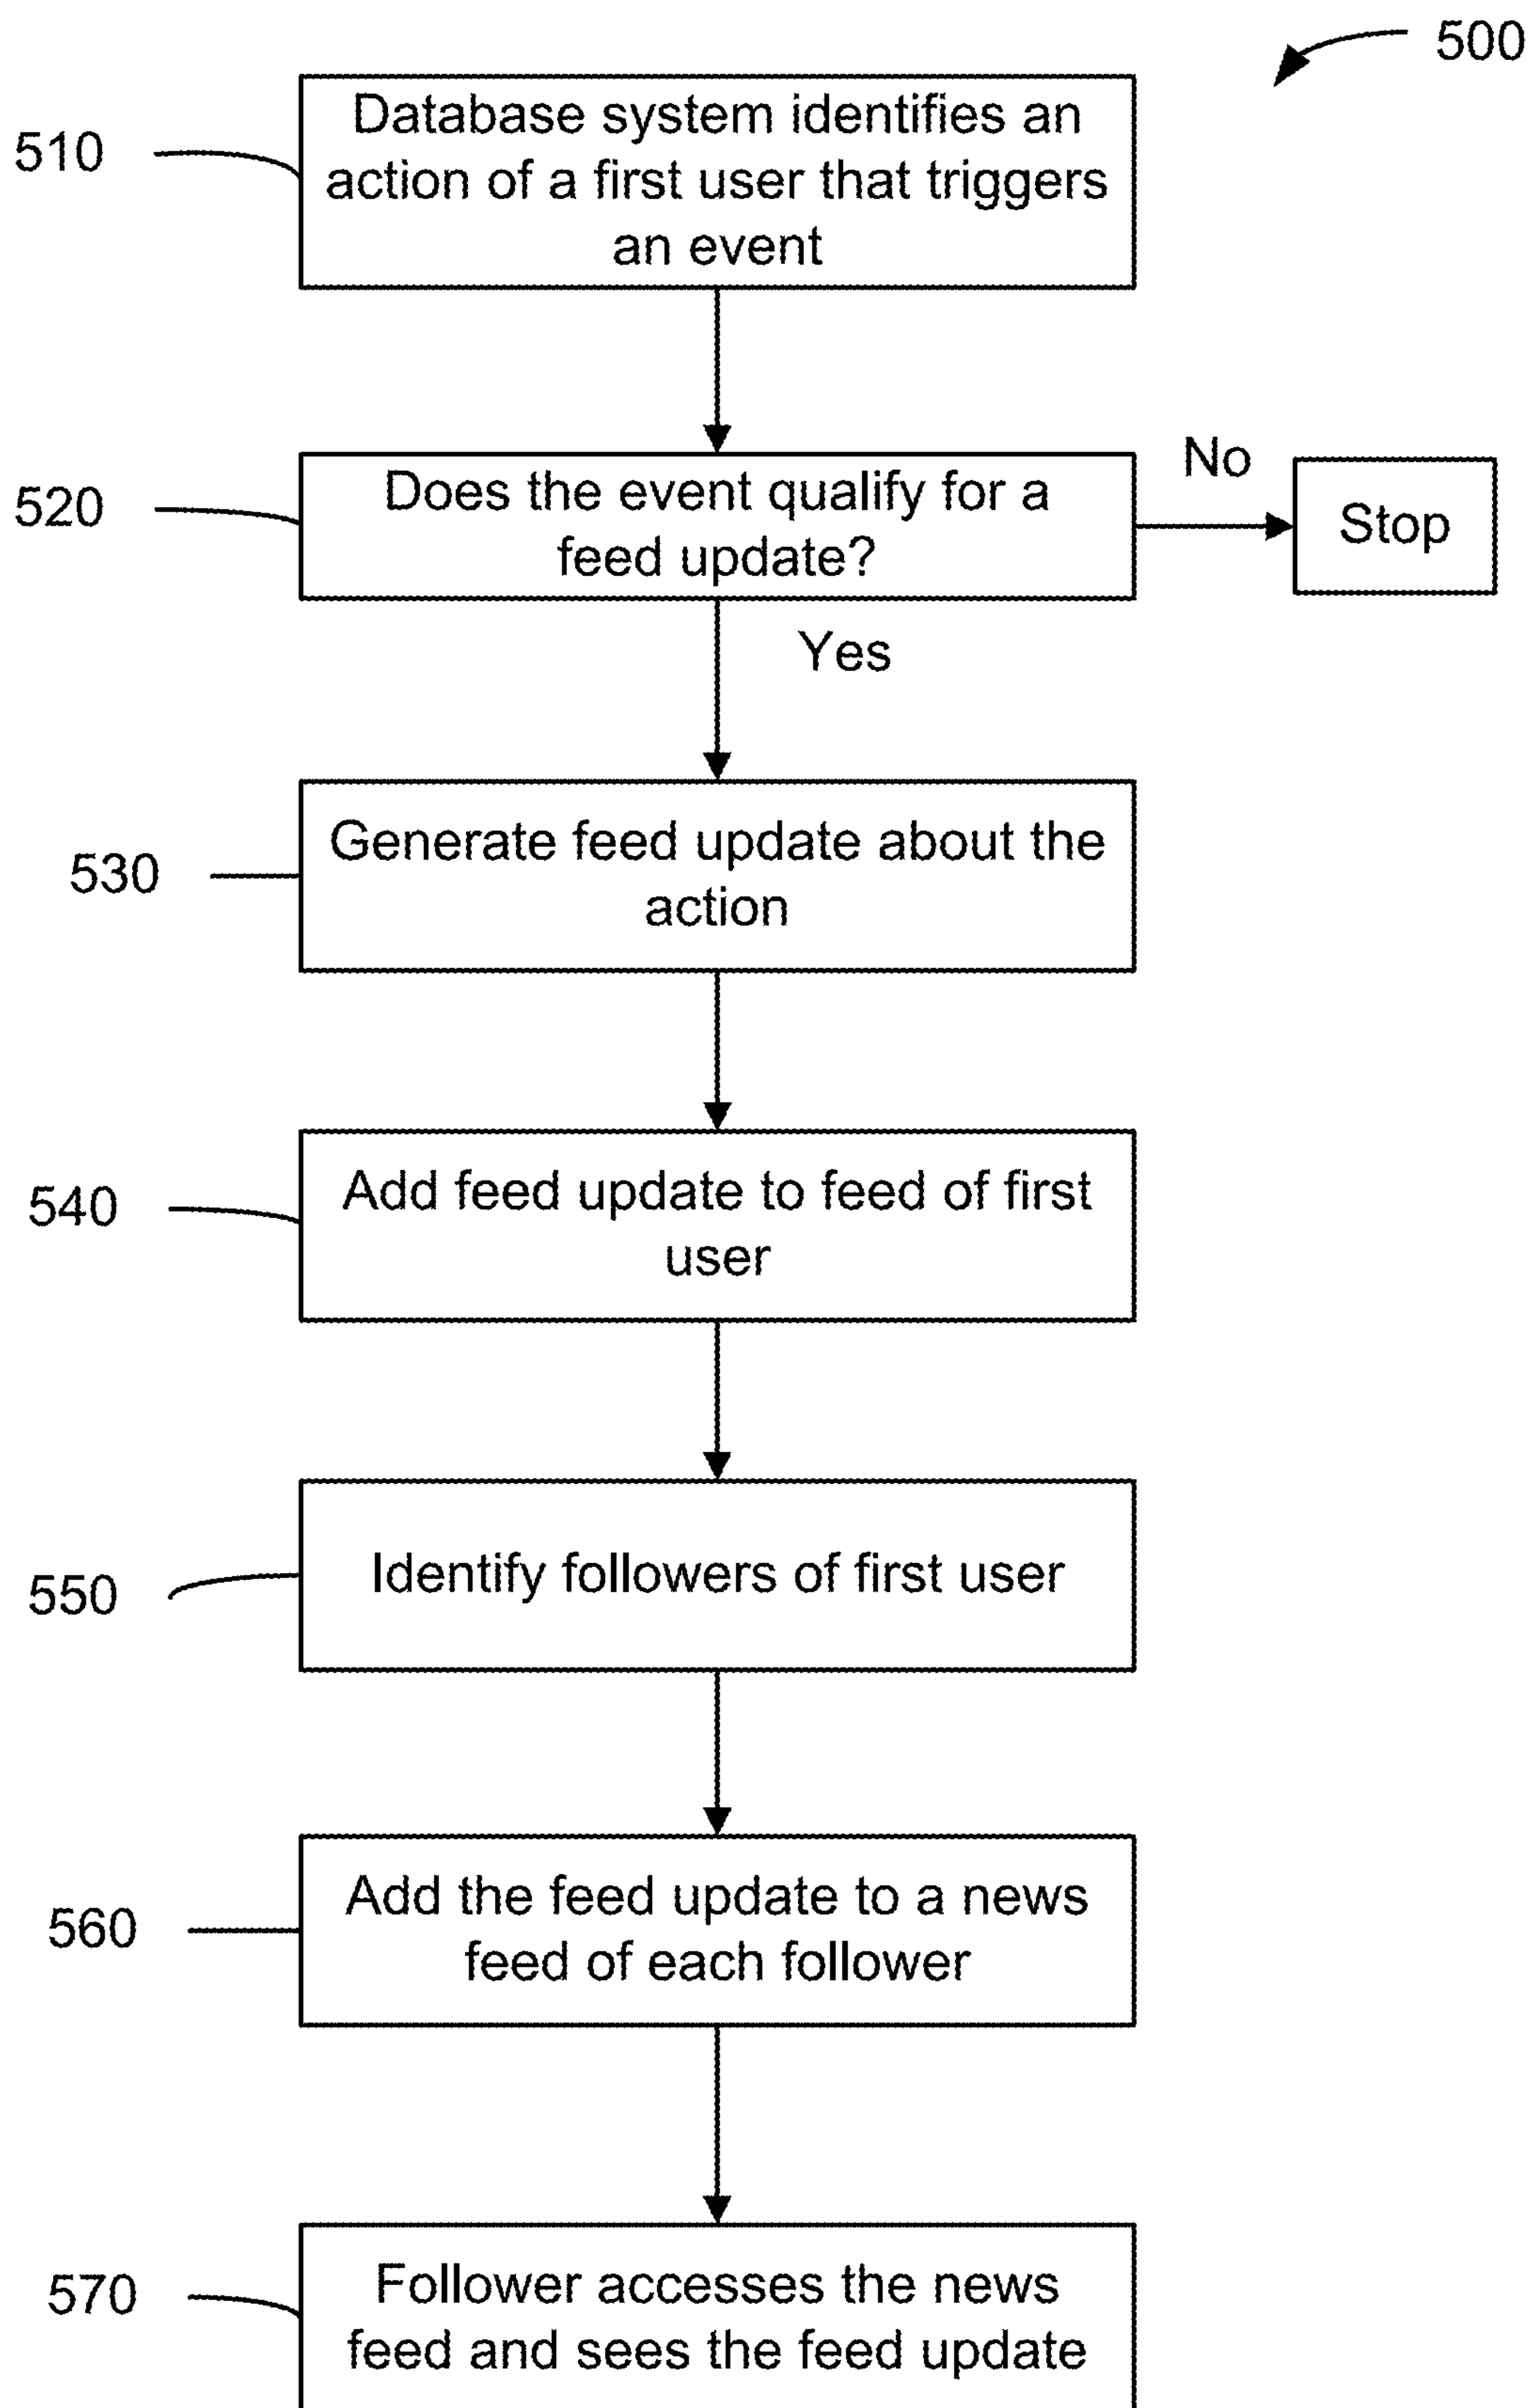 500
510
Database system identifies an
action of a first user that triggers
an event
520
Does the event qualify for a
feed update?
No
Stop
Yes
530
Generate feed update about the
action
540
Add feed update to feed of first
user
550
Identify followers of first user
560
Add the feed update to a news
feed of each follower
570
Follower accesses the news
feed and sees the feed update